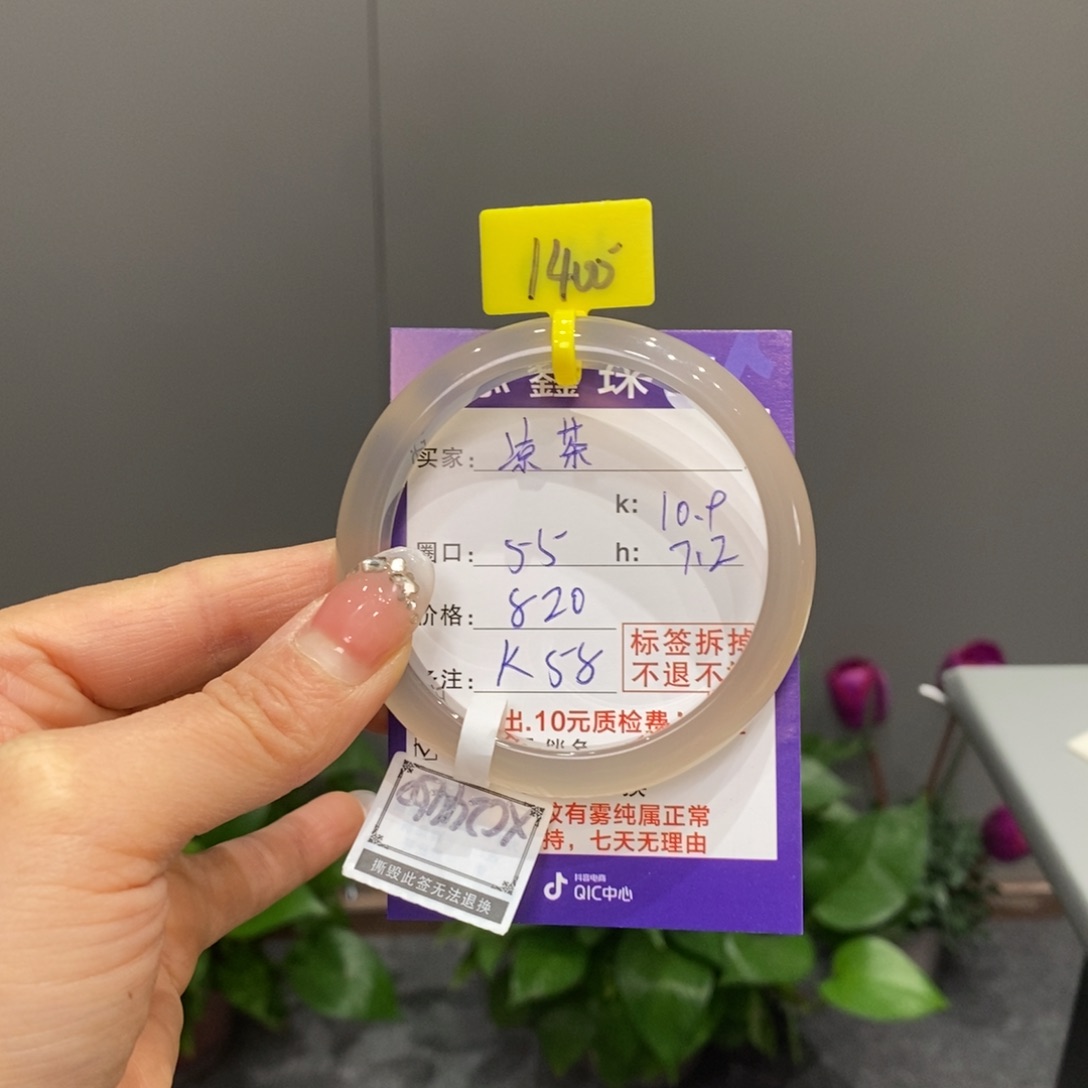 1400
鑫珠
买家: 凉茶
k: 10.9
圈口: 55 h: 7.2
价格: 820
注: K58
标签拆掉
不退不
出.10元质检费
纹有雾纯属正常
持，七天无理由
撕毁此签无法退换
抖音电商
QIC中心